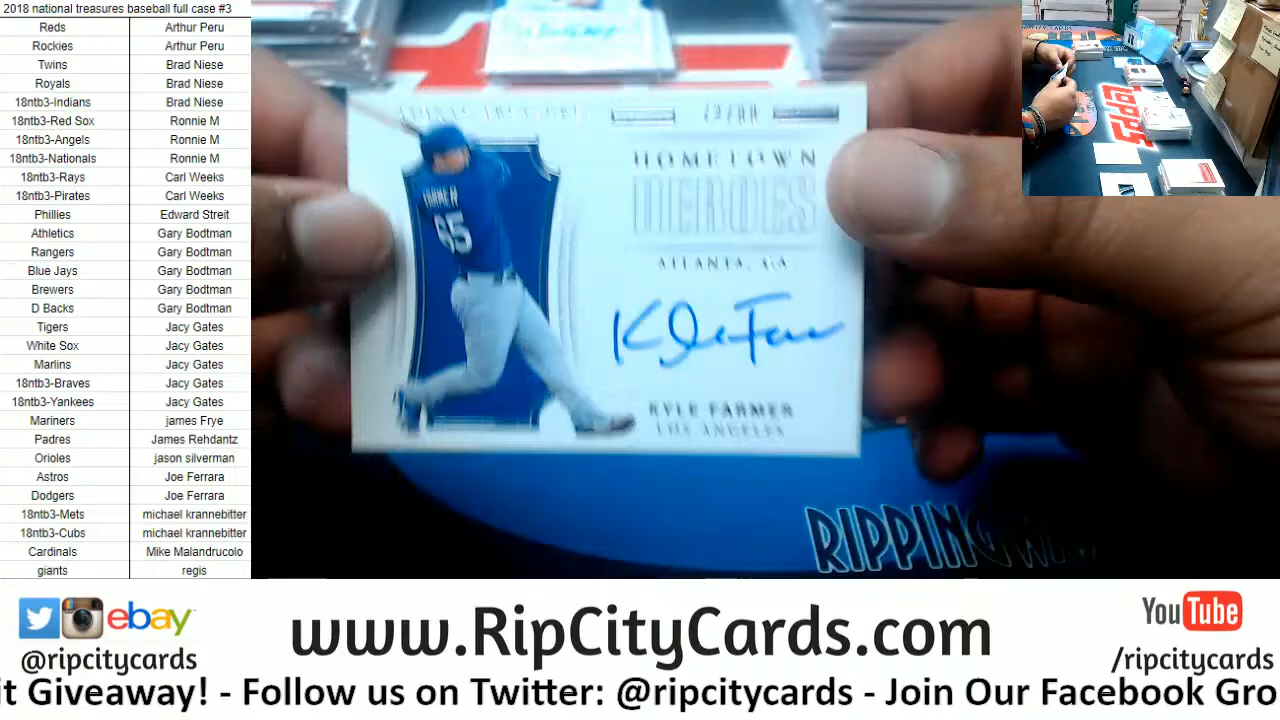 2018 national treasures baseball full case #3
Reds Arthur Peru
Rockies Arthur Peru
Twins Brad Niese
Royals Brad Niese
18ntb3-Indians Brad Niese
18ntb3-Red Sox Ronnie M
18ntb3-Angels Ronnie M
18ntb3-Nationals Ronnie M
18ntb3-Rays Carl Weeks
18ntb3-Pirates Carl Weeks
Phillies Edward Streit
Athletics Gary Bodtman
Rangers Gary Bodtman
Blue Jays Gary Bodtman
Brewers Gary Bodtman
D Backs Gary Bodtman
Tigers Jacy Gates
White Sox Jacy Gates
Marlins Jacy Gates
18ntb3-Braves Jacy Gates
18ntb3-Yankees Jacy Gates
Mariners james Frye
Padres James Rehdantz
Orioles jason silverman
Astros Joe Ferrara
Dodgers Joe Ferrara
18ntb3-Mets michael krannebitter
18ntb3-Cubs michael krannebitter
Cardinals Mike Malandrucolo
giants regis
HOMETOWN
HEROES
ATLANTA, GA
FARMER
65
KYLE FARMER
LOS ANGELES
RIPPING
ebay
@ripcitycards
www.RipCityCards.com
YouTube
/ripcitycards
it Giveaway! - Follow us on Twitter: @ripcitycards - Join Our Facebook Gro